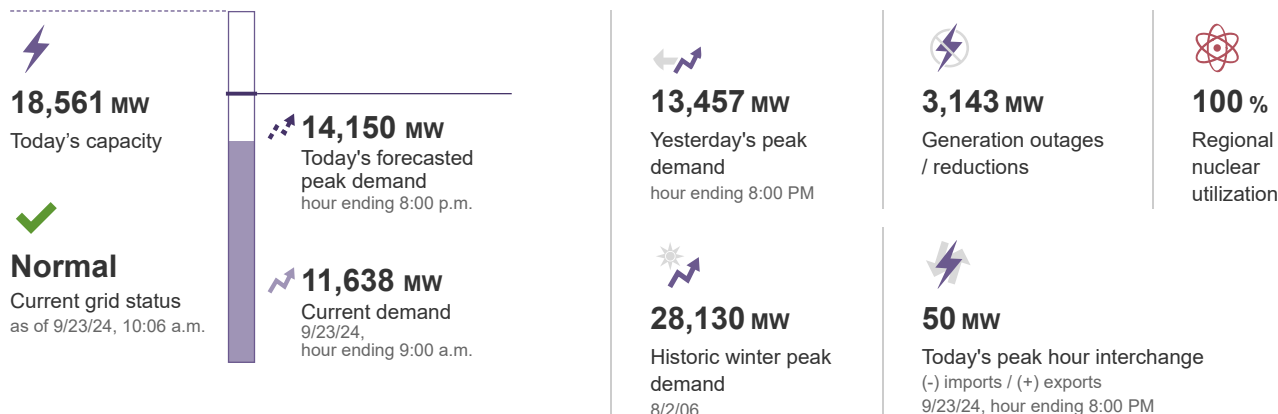 18,561 MW
Today's capacity
Normal
Current grid status
as of 9/23/24, 10:06 a.m.
14,150 MW
Today's forecasted
peak demand
hour ending 8:00 p.m.
11,638 MW
Current demand
9/23/24,
hour ending 9:00 a.m.
13,457 MW
Yesterday's peak
demand
hour ending 8:00 PM
3,143 MW
Generation outages
/ reductions
100 %
Regional
nuclear
utilization
28,130 MW
Historic winter peak
demand
8/2/06
50 MW
Today's peak hour interchange
(-) imports / (+) exports
9/23/24, hour ending 8:00 PM